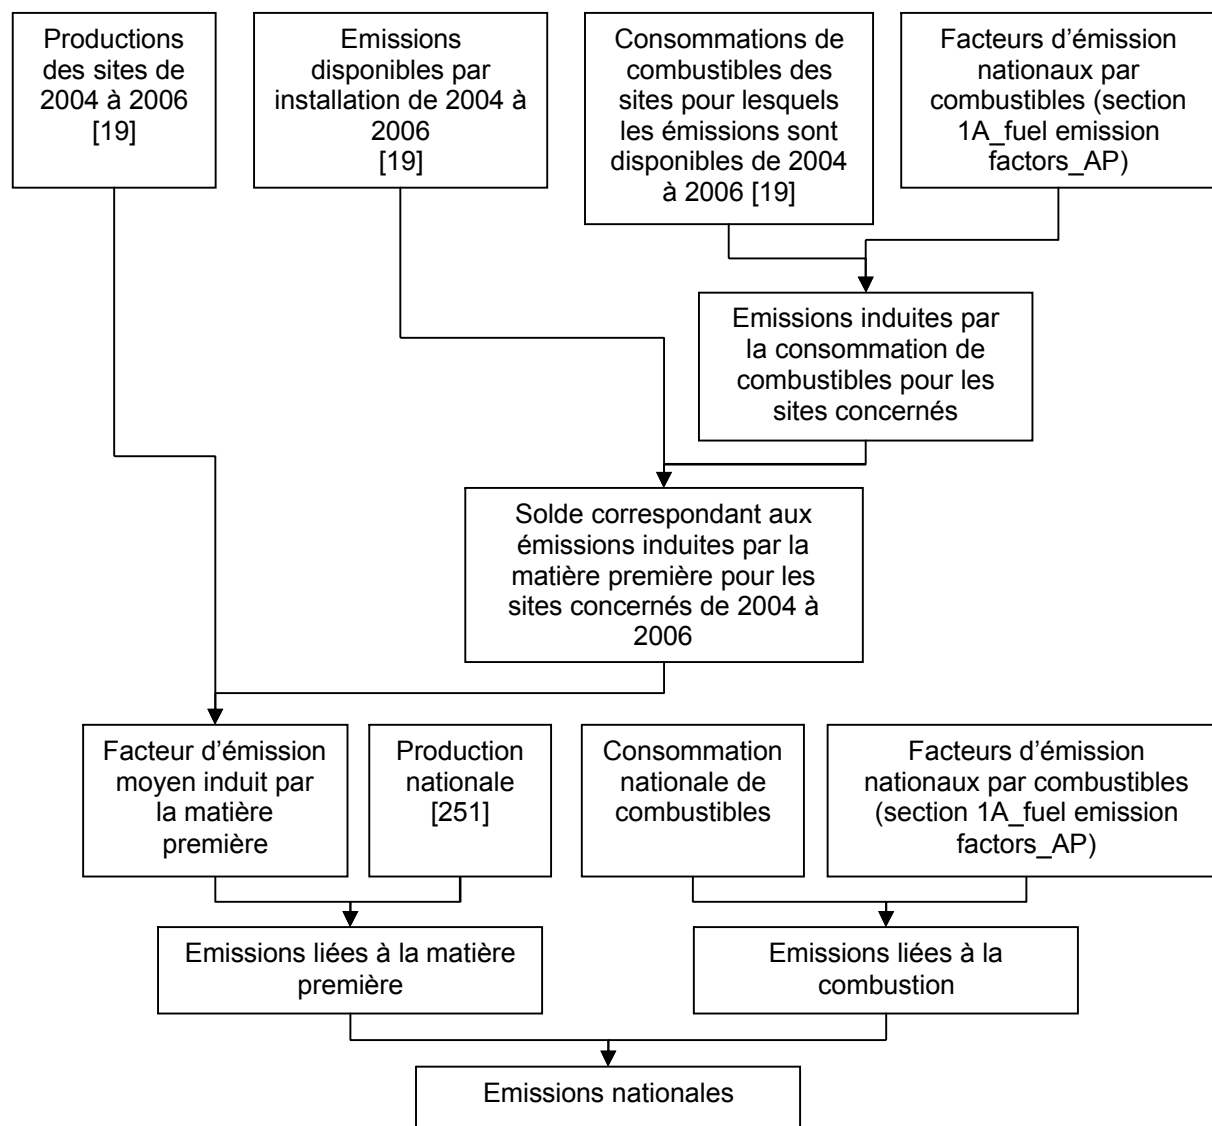 Productions
des sites de
2004 à 2006
[19]
Emissions
disponibles par
installation de 2004 à
2006
[19]
Consommations de
combustibles des
sites pour lesquels
les émissions sont
disponibles de 2004
à 2006 [19]
Facteurs d'émission
nationaux par
combustibles (section
1A_fuel emission
factors_AP)
Emissions induites par
la consommation de
combustibles pour les
sites concernés
Solde correspondant aux
émissions induites par la
matière première pour les
sites concernés de 2004 à
2006
Facteur d'émission
moyen induit par
la matière
première
Production
nationale
[251]
Consommation
nationale de
combustibles
Facteurs d'émission
nationaux par combustibles
(section 1A_fuel emission
factors_AP)
Emissions liées à la matière
première
Emissions liées à la
combustion
Emissions nationales